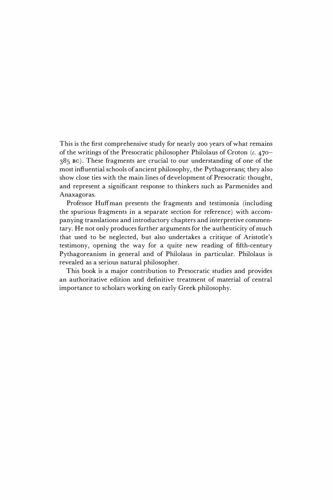 This is the first comprehensive study for nearly 200 years of what remains
of the writings of the Presocratic philosopher Philolaus of Croton (c. 470–
385 BC). These fragments are crucial to our understanding of one of the
most influential schools of ancient philosophy, the Pythagoreans; they also
show close ties with the main lines of development of Presocratic thought,
and represent a significant response to thinkers such as Parmenides and
Anaxagoras.
Professor Huffman presents the fragments and testimonia (including
the spurious fragments in a separate section for reference) with accom-
panying translations and introductory chapters and interpretive commen-
tary. He not only produces further arguments for the authenticity of much
that used to be neglected, but also undertakes a critique of Aristotle's
testimony, opening the way for a quite new reading of fifth-century
Pythagoreanism in general and of Philolaus in particular. Philolaus is
revealed as a serious natural philosopher.
This book is a major contribution to Presocratic studies and provides
an authoritative edition and definitive treatment of material of central
importance to scholars working on early Greek philosophy.